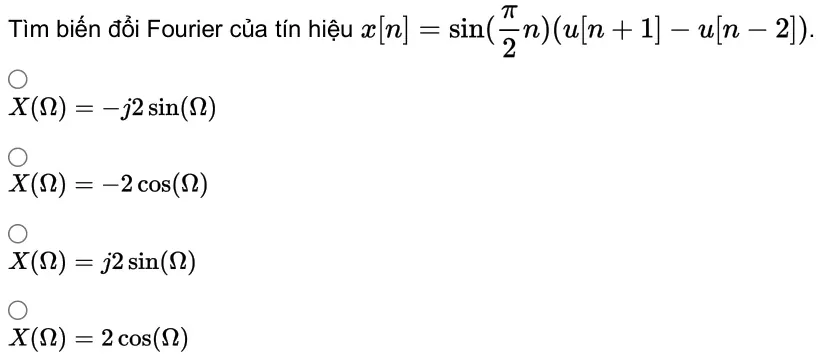 Tìm biến đổi Fourier của tín hiệu x[n] = sin(π/2 n)(u[n + 1] − u[n − 2]).
X(Ω) = −j2 sin(Ω)
X(Ω) = −2 cos(Ω)
X(Ω) = j2 sin(Ω)
X(Ω) = 2 cos(Ω)